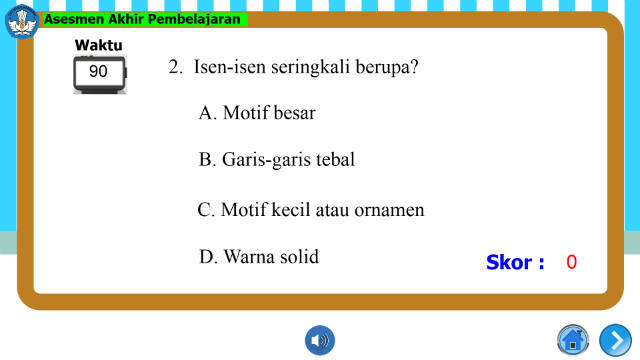 Asesmen Akhir Pembelajaran
Waktu
90
2. Isen-isen seringkali berupa?
A. Motif besar
B. Garis-garis tebal
C. Motif kecil atau ornamen
D. Warna solid
Skor : 0